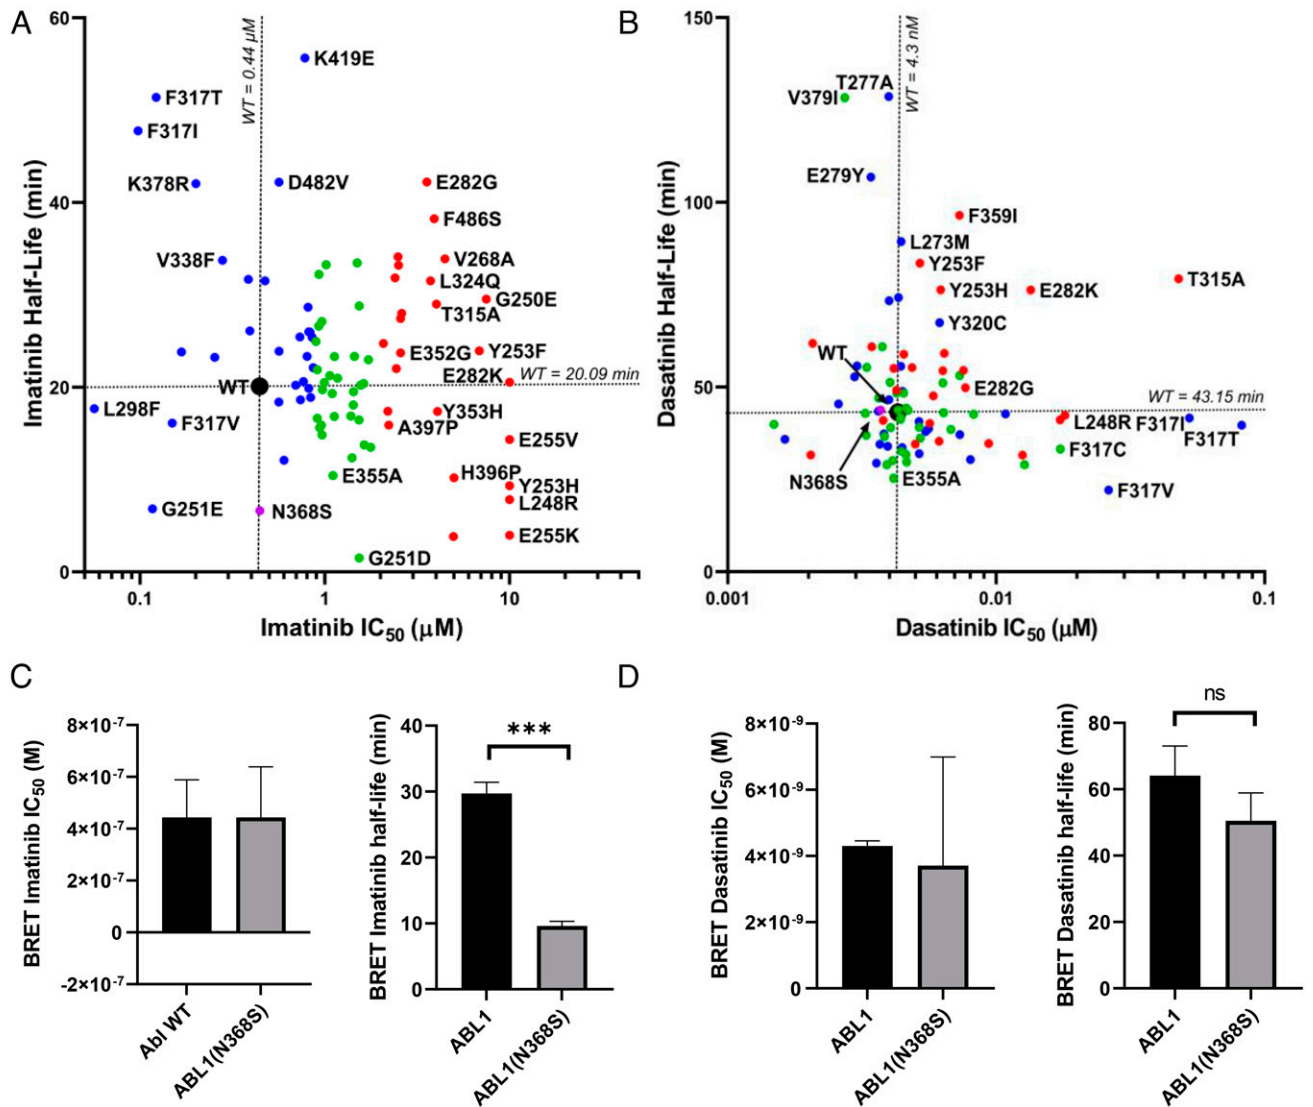 A
60
40
20
0
Imatinib Half-Life (min)
WT = 0.44 µM
K419E
F317T
F317I
K378R
D482V
E282G
F486S
V338F
V268A
L324Q
G250E
T315A
E352G
Y253F
WT
WT = 20.09 min
E282K
L298F
F317V
Y353H
A397P
E255V
E355A
H396P
Y253H
L248R
G251E
N368S
E255K
G251D
0.1
1
10
Imatinib IC50 (µM)
B
150
100
50
0
Dasatinib Half-Life (min)
WT = 4.3 nM
T277A
V379I
E279Y
F359I
L273M
Y253F
T315A
Y253H
E282K
Y320C
WT
E282G
WT = 43.15 min
L248R
F317I
F317T
F317C
N368S
E355A
F317V
0.001
0.01
0.1
Dasatinib IC50 (µM)
C
8×10-7
6×10-7
4×10-7
2×10-7
0
-2×10-7
BRET Imatinib IC50 (M)
Abl WT
ABL1(N368S)
40
30
20
10
0
BRET Imatinib half-life (min)
***
ABL1
ABL1(N368S)
D
8×10-9
6×10-9
4×10-9
2×10-9
0
BRET Dasatinib IC50 (M)
ABL1
ABL1(N368S)
80
60
40
20
0
BRET Dasatinib half-life (min)
ns
ABL1
ABL1(N368S)